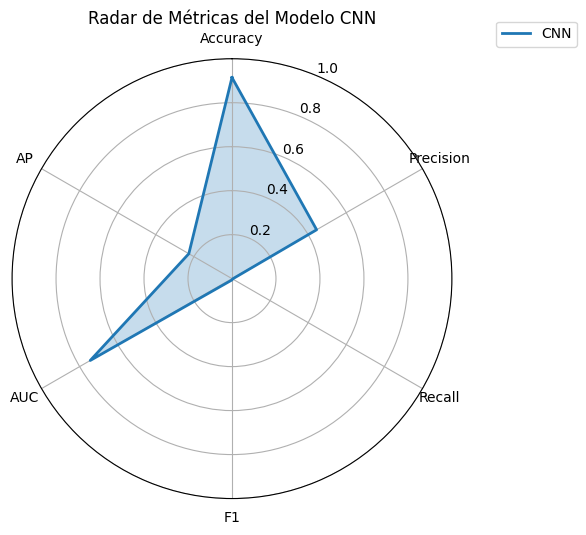 Radar de Métricas del Modelo CNN
CNN
Accuracy
1.0
0.8
0.6
0.4
0.2
Precision
AP
AUC
Recall
F1